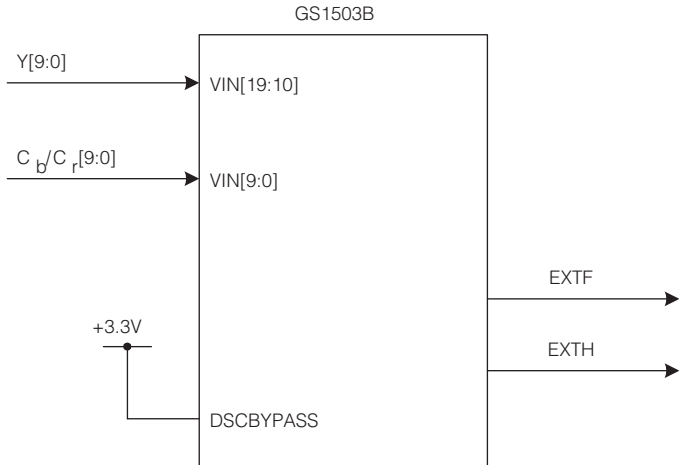 GS1503B
Y[9:0]
VIN[19:10]
C b/C r[9:0]
VIN[9:0]
EXTF
+3.3V
EXTH
DSCBYPASS